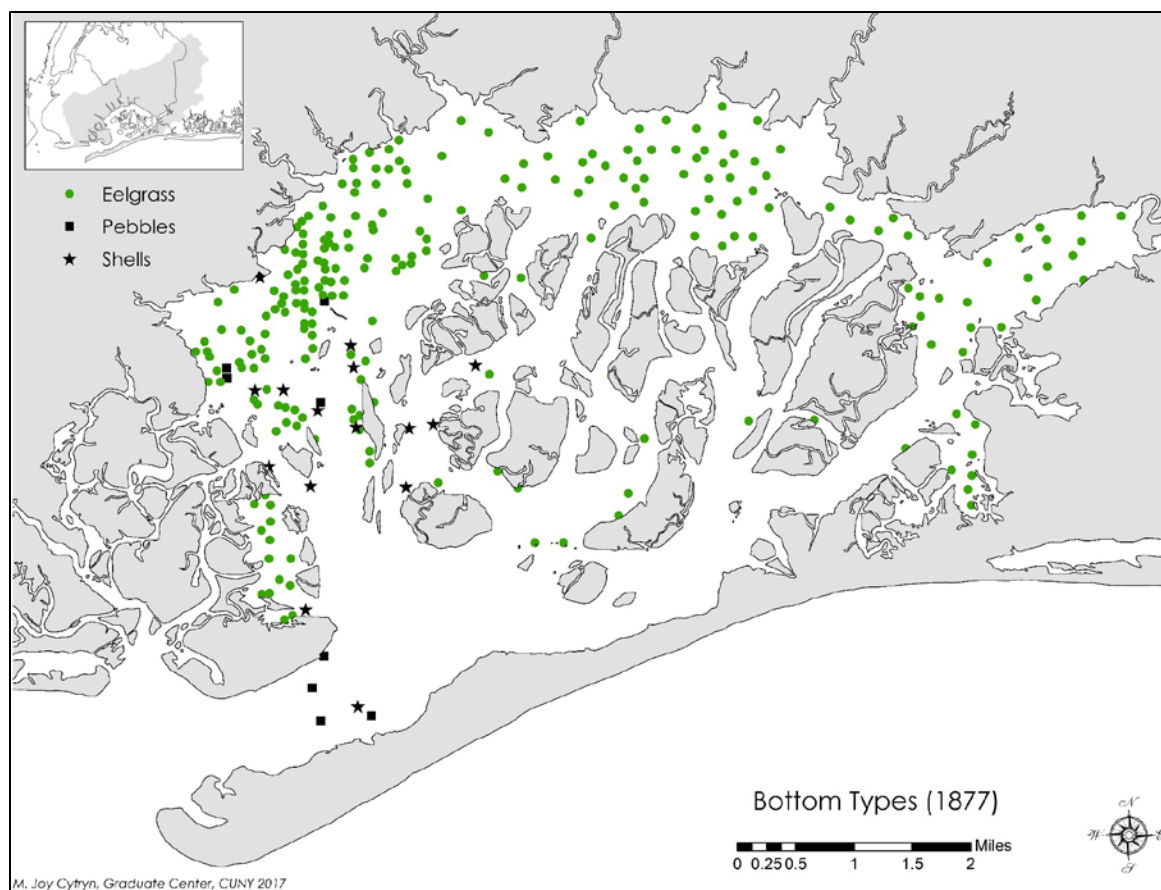 Eelgrass
Pebbles
Shells
Bottom Types (1877)
Miles
0 0.25 0.5 1 1.5 2
N
W E
S
M. Joy Cytryn, Graduate Center, CUNY 2017